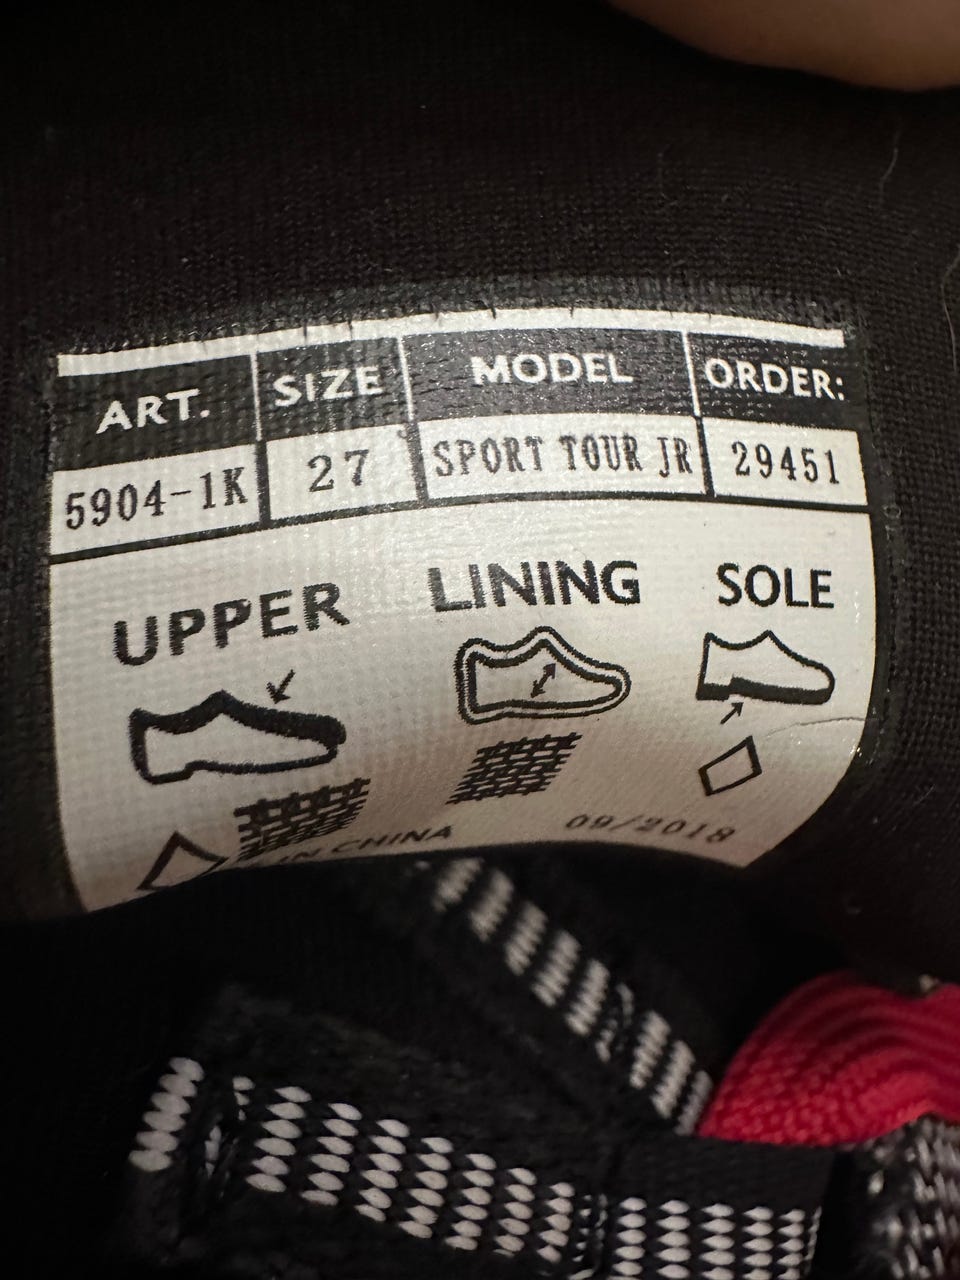 ART. SIZE MODEL ORDER:
5904-1K 27 SPORT TOUR JR 29451
UPPER LINING SOLE
IN CHINA 09/2018